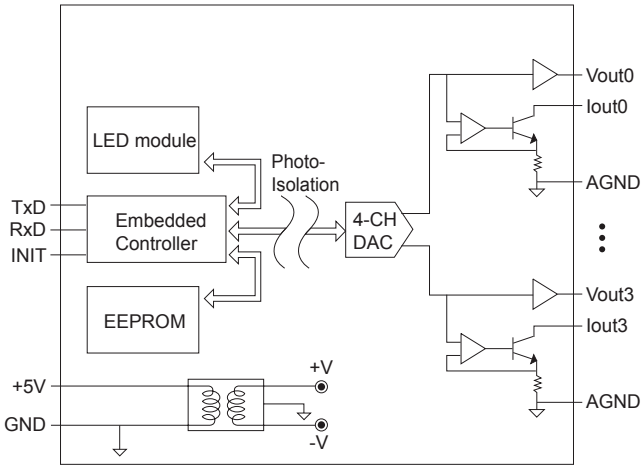 Vout0
Iout0
AGND
LED module
Photo-
Isolation
TxD
RxD
INIT
Embedded
Controller
4-CH
DAC
EEPROM
Vout3
Iout3
AGND
+5V
GND
+V
-V